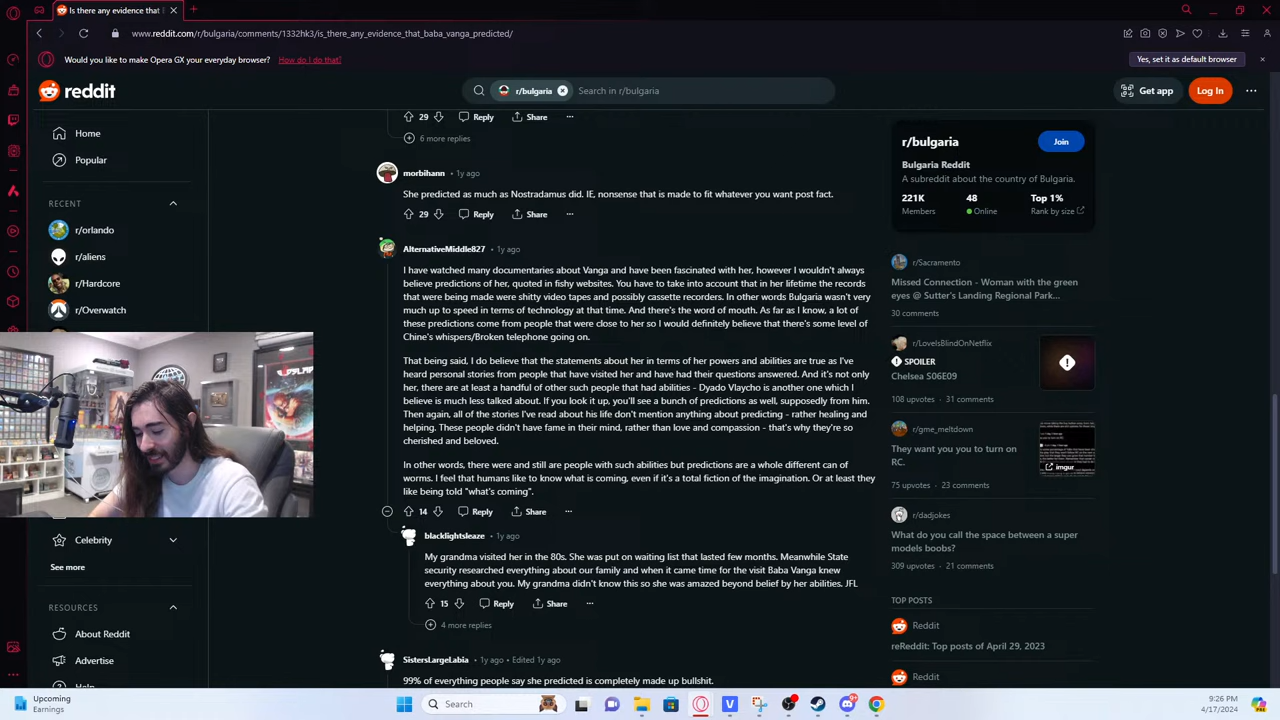 Is there any evidence that
www.reddit.com/r/bulgaria/comments/1332hk3/is_there_any_evidence_that_baba_vanga_predicted/
Would you like to make Opera GX your everyday browser? How do I do that?
Yes, set it as default browser
reddit
r/bulgaria
Search in r/bulgaria
Get app
Log In
Home
Popular
RECENT
r/orlando
r/aliens
r/Hardcore
r/Overwatch
Celebrity
See more
RESOURCES
About Reddit
Advertise
Help
29 Reply Share
6 more replies
morbihann • 1y ago
She predicted as much as Nostradamus did. IE, nonsense that is made to fit whatever you want post fact.
29 Reply Share
AlternativeMiddle827 • 1y ago
I have watched many documentaries about Vanga and have been fascinated with her, however I wouldn't always
believe predictions of her, quoted in fishy websites. You have to take into account that in her lifetime the records
that were being made were shitty video tapes and possibly cassette recorders. In other words Bulgaria wasn't very
much up to speed in terms of technology at that time. And there's the word of mouth. As far as I know, a lot of
these predictions come from people that were close to her so I would definitely believe that there's some level of
Chine's whispers/Broken telephone going on.
That being said, I do believe that the statements about her in terms of her powers and abilities are true as I've
heard personal stories from people that have visited her and have had their questions answered. And it's not only
her, there are at least a handful of other such people that had abilities - Dyado Vlaycho is another one which I
believe is much less talked about. If you look it up, you'll see a bunch of predictions as well, supposedly from him.
Then again, all of the stories I've read about his life don't mention anything about predicting - rather healing and
helping. These people didn't have fame in their mind, rather than love and compassion - that's why they're so
cherished and beloved.
In other words, there were and still are people with such abilities but predictions are a whole different can of
worms. I feel that humans like to know what is coming, even if it's a total fiction of the imagination. Or at least they
like being told "what's coming".
14 Reply Share
blacklightsleaze • 1y ago
My grandma visited her in the 80s. She was put on waiting list that lasted few months. Meanwhile State
security researched everything about our family and when it came time for the visit Baba Vanga knew
everything about you. My grandma didn't know this so she was amazed beyond belief by her abilities. JFL
15 Reply Share
4 more replies
SistersLargeLabia • 1y ago • Edited 1y ago
99% of everything people say she predicted is completely made up bullshit.
r/bulgaria
Join
Bulgaria Reddit
A subreddit about the country of Bulgaria.
221K 48 Top 1%
Members Online Rank by size
r/Sacramento
Missed Connection - Woman with the
green eyes @ Sutter's Landing Regional Park...
30 comments
r/LoveIsBlindOnNetflix
SPOILER
Chelsea S06E09
108 upvotes • 31 comments
r/gme_meltdown
They want you you to turn on
RC.
imgur
75 upvotes • 23 comments
r/dadjokes
What do you call the space between a super
models boobs?
309 upvotes • 21 comments
TOP POSTS
Reddit
reReddit: Top posts of April 29, 2023
Reddit
Upcoming
Earnings
Search
9:26 PM
4/17/2024